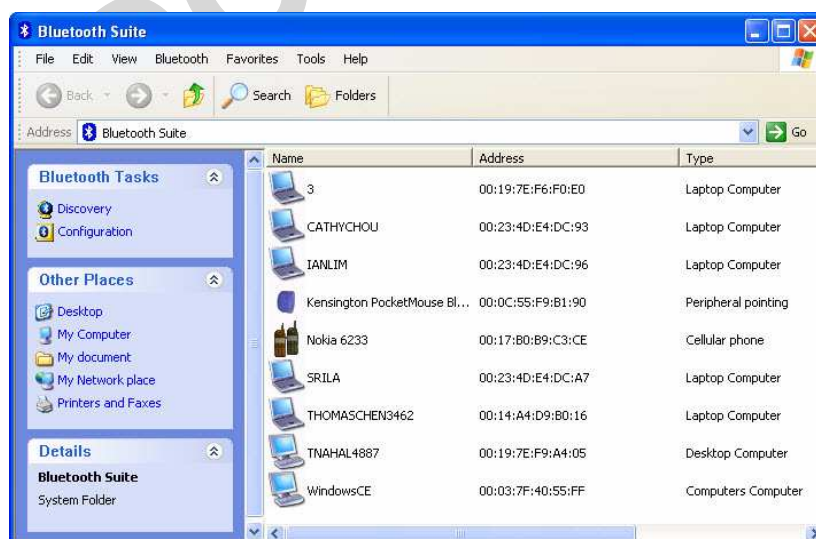 Bluetooth Suite
File Edit View Bluetooth Favorites Tools Help
Back Search Folders
Address Bluetooth Suite Go
Bluetooth Tasks
Discovery
Configuration
Other Places
Desktop
My Computer
My document
My Network place
Printers and Faxes
Details
Bluetooth Suite
System Folder
Name Address Type
3 00:19:7E:F6:F0:E0 Laptop Computer
CATHYCHOU 00:23:4D:E4:DC:93 Laptop Computer
IANLIM 00:23:4D:E4:DC:96 Laptop Computer
Kensington PocketMouse Bl... 00:0C:55:F9:B1:90 Peripheral pointing
Nokia 6233 00:17:B0:B9:C3:CE Cellular phone
SRILA 00:23:4D:E4:DC:A7 Laptop Computer
THOMASCHEN3462 00:14:A4:D9:B0:16 Laptop Computer
TNAHAL4887 00:19:7E:F9:A4:05 Desktop Computer
WindowsCE 00:03:7F:40:55:FF Computers Computer